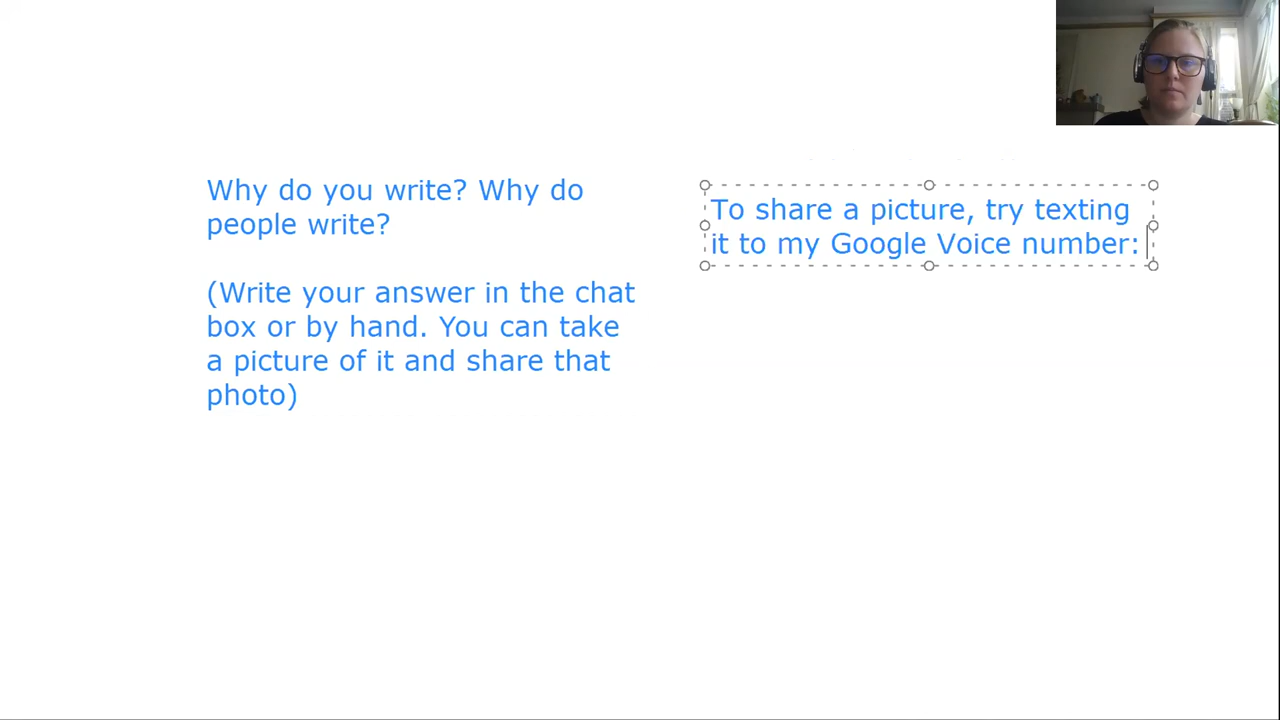 Why do you write? Why do
people write?
(Write your answer in the chat
box or by hand. You can take
a picture of it and share that
photo)
To share a picture, try texting
it to my Google Voice number: